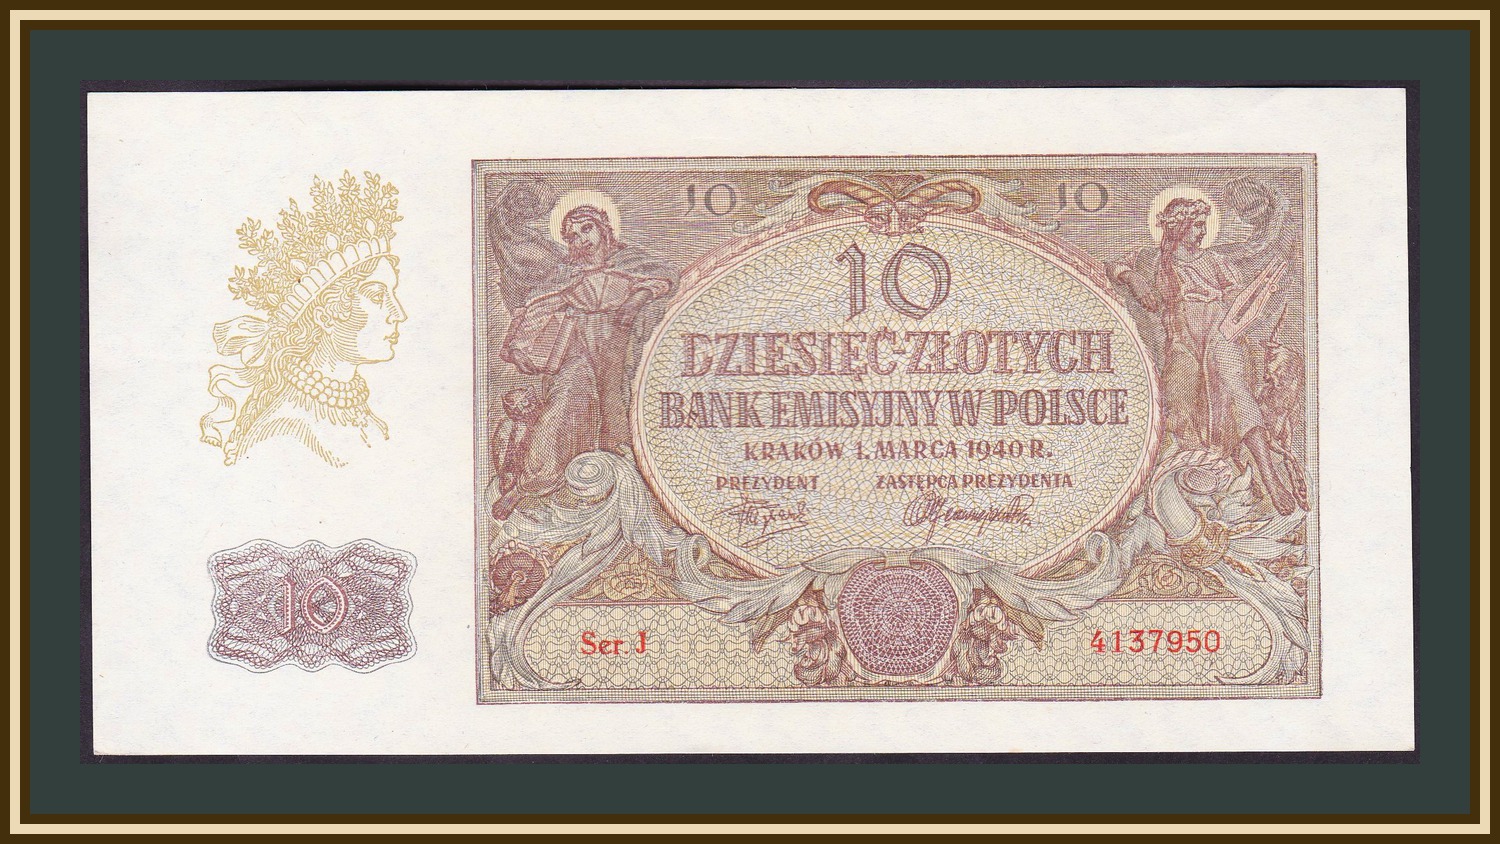 10
10
10
DZIESIĘĆ-ZŁOTYCH
BANK EMISYJNY W POLSCE
KRAKÓW 1. MARCA 1940 R.
PREZYDENT ZASTĘPCA PREZYDENTA
10
Ser. J
4137950